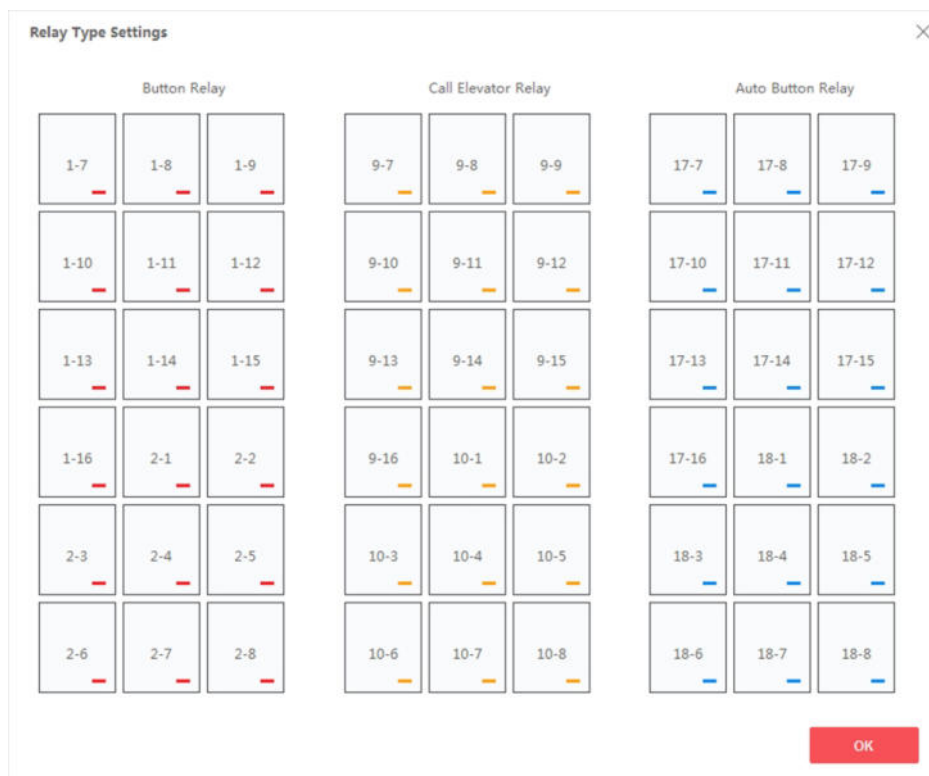 Relay Type Settings
Button Relay Call Elevator Relay Auto Button Relay
1-7 1-8 1-9 9-7 9-8 9-9 17-7 17-8 17-9
1-10 1-11 1-12 9-10 9-11 9-12 17-10 17-11 17-12
1-13 1-14 1-15 9-13 9-14 9-15 17-13 17-14 17-15
1-16 2-1 2-2 9-16 10-1 10-2 17-16 18-1 18-2
2-3 2-4 2-5 10-3 10-4 10-5 18-3 18-4 18-5
2-6 2-7 2-8 10-6 10-7 10-8 18-6 18-7 18-8
OK